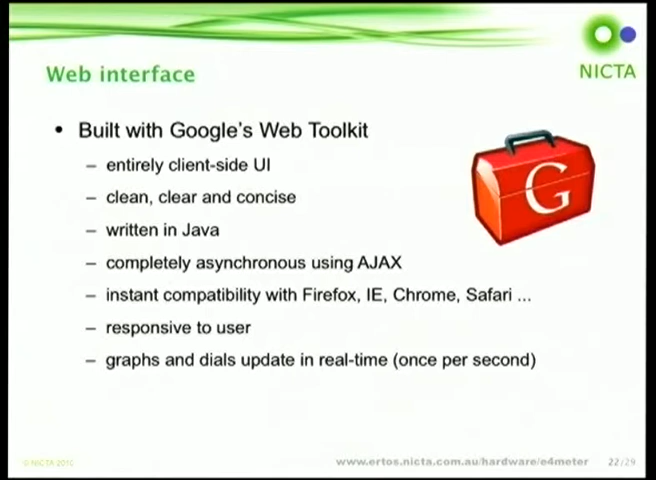 NICTA
Web interface
• Built with Google's Web Toolkit
– entirely client-side UI
– clean, clear and concise
– written in Java
– completely asynchronous using AJAX
– instant compatibility with Firefox, IE, Chrome, Safari ...
– responsive to user
– graphs and dials update in real-time (once per second)
G
© NICTA 2010
www.ertos.nicta.com.au/hardware/e4meter
22/29